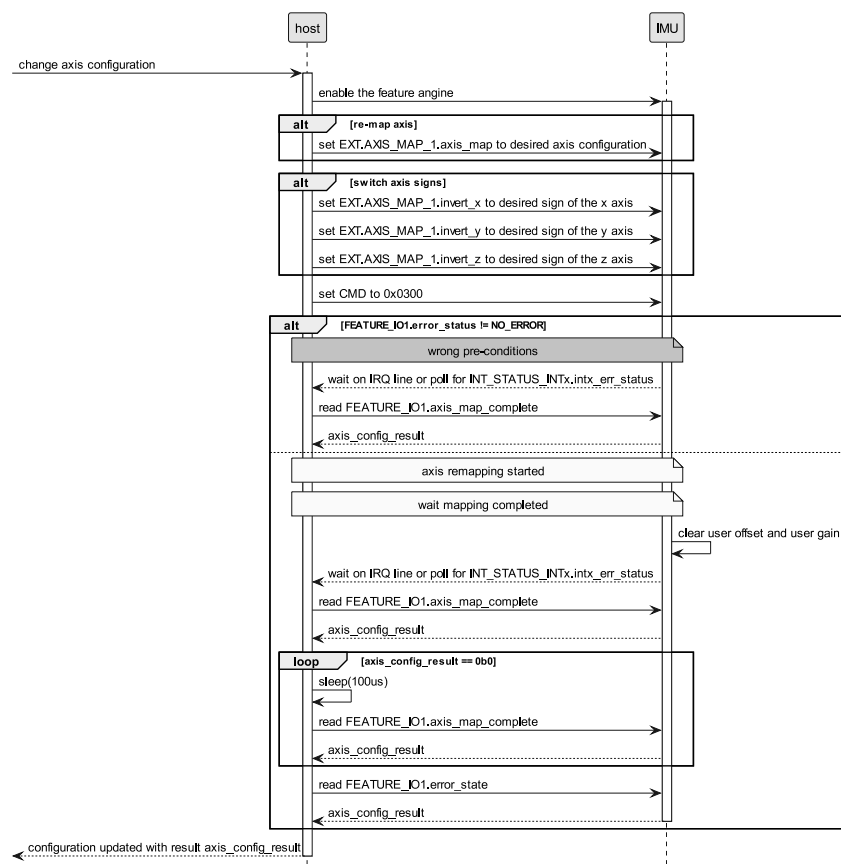 host
IMU
change axis configuration
enable the feature angine
alt
[re-map axis]
set EXT.AXIS_MAP_1.axis_map to desired axis configuration
alt
[switch axis signs]
set EXT.AXIS_MAP_1.invert_x to desired sign of the x axis
set EXT.AXIS_MAP_1.invert_y to desired sign of the y axis
set EXT.AXIS_MAP_1.invert_z to desired sign of the z axis
set CMD to 0x0300
alt
[FEATURE_IO1.error_status != NO_ERROR]
wrong pre-conditions
wait on IRQ line or poll for INT_STATUS_INTx.intx_err_status
read FEATURE_IO1.axis_map_complete
axis_config_result
axis remapping started
wait mapping completed
clear user offset and user gain
wait on IRQ line or poll for INT_STATUS_INTx.intx_err_status
read FEATURE_IO1.axis_map_complete
axis_config_result
loop
[axis_config_result == 0b0]
sleep(100us)
read FEATURE_IO1.axis_map_complete
axis_config_result
read FEATURE_IO1.error_state
axis_config_result
configuration updated with result axis_config_result